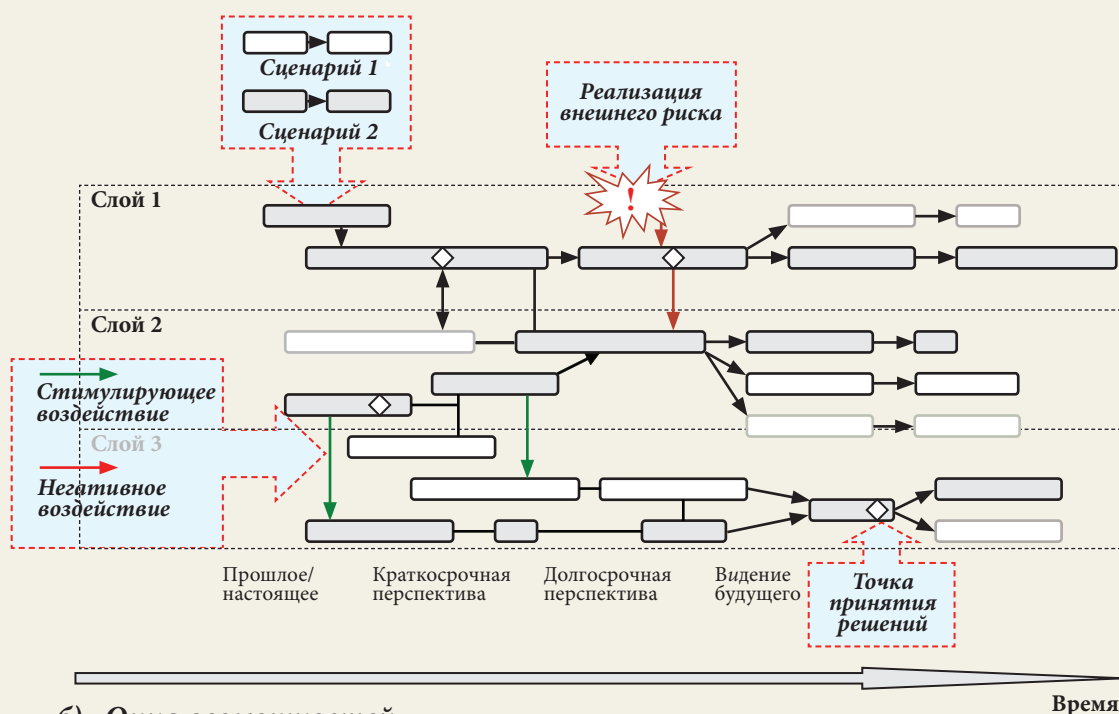 Сценарий 1
Сценарий 2
Реализация
внешнего риска
!
Слой 1
Слой 2
Стимулирующее
воздействие
Слой 3
Негативное
воздействие
Прошлое/
настоящее
Краткосрочная
перспектива
Долгосрочная
перспектива
Видение
будущего
Точка
принятия
решений
Время